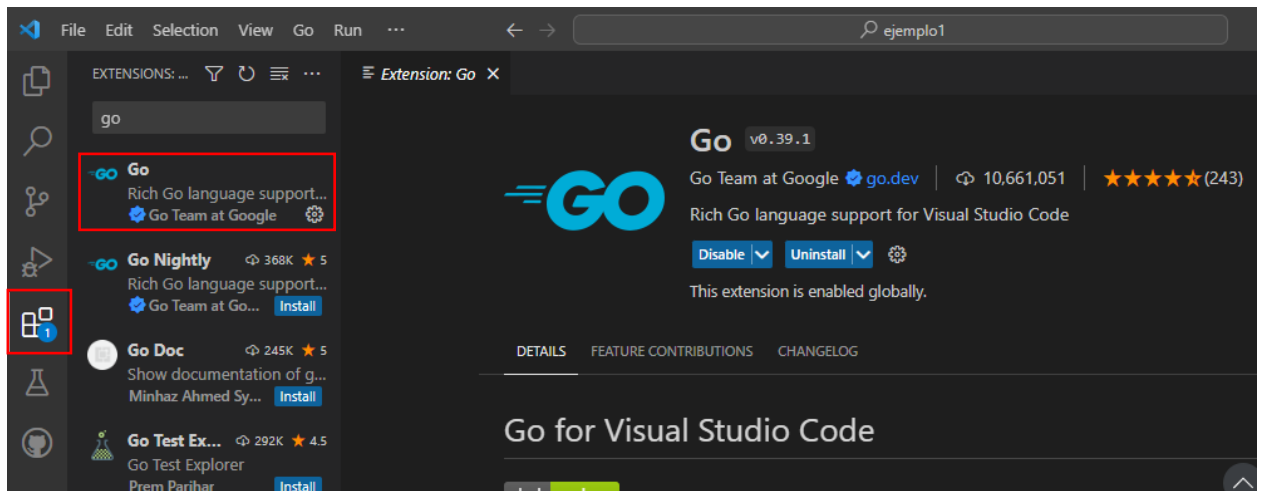 File Edit Selection View Go Run ··· ejemplo1
EXTENSIONS: ...
Extension: Go
go
Go
Rich Go language support...
Go Team at Google
Go Nightly 368K ★ 5
Rich Go language support...
Go Team at Go... Install
Go Doc 245K ★ 5
Show documentation of g...
Minhaz Ahmed Sy... Install
Go Test Ex... 292K ★ 4.5
Go Test Explorer
Prem Parihar Install
1
GO
Go v0.39.1
Go Team at Google go.dev 10,661,051 ★★★★★(243)
Rich Go language support for Visual Studio Code
Disable Uninstall
This extension is enabled globally.
DETAILS FEATURE CONTRIBUTIONS CHANGELOG
Go for Visual Studio Code